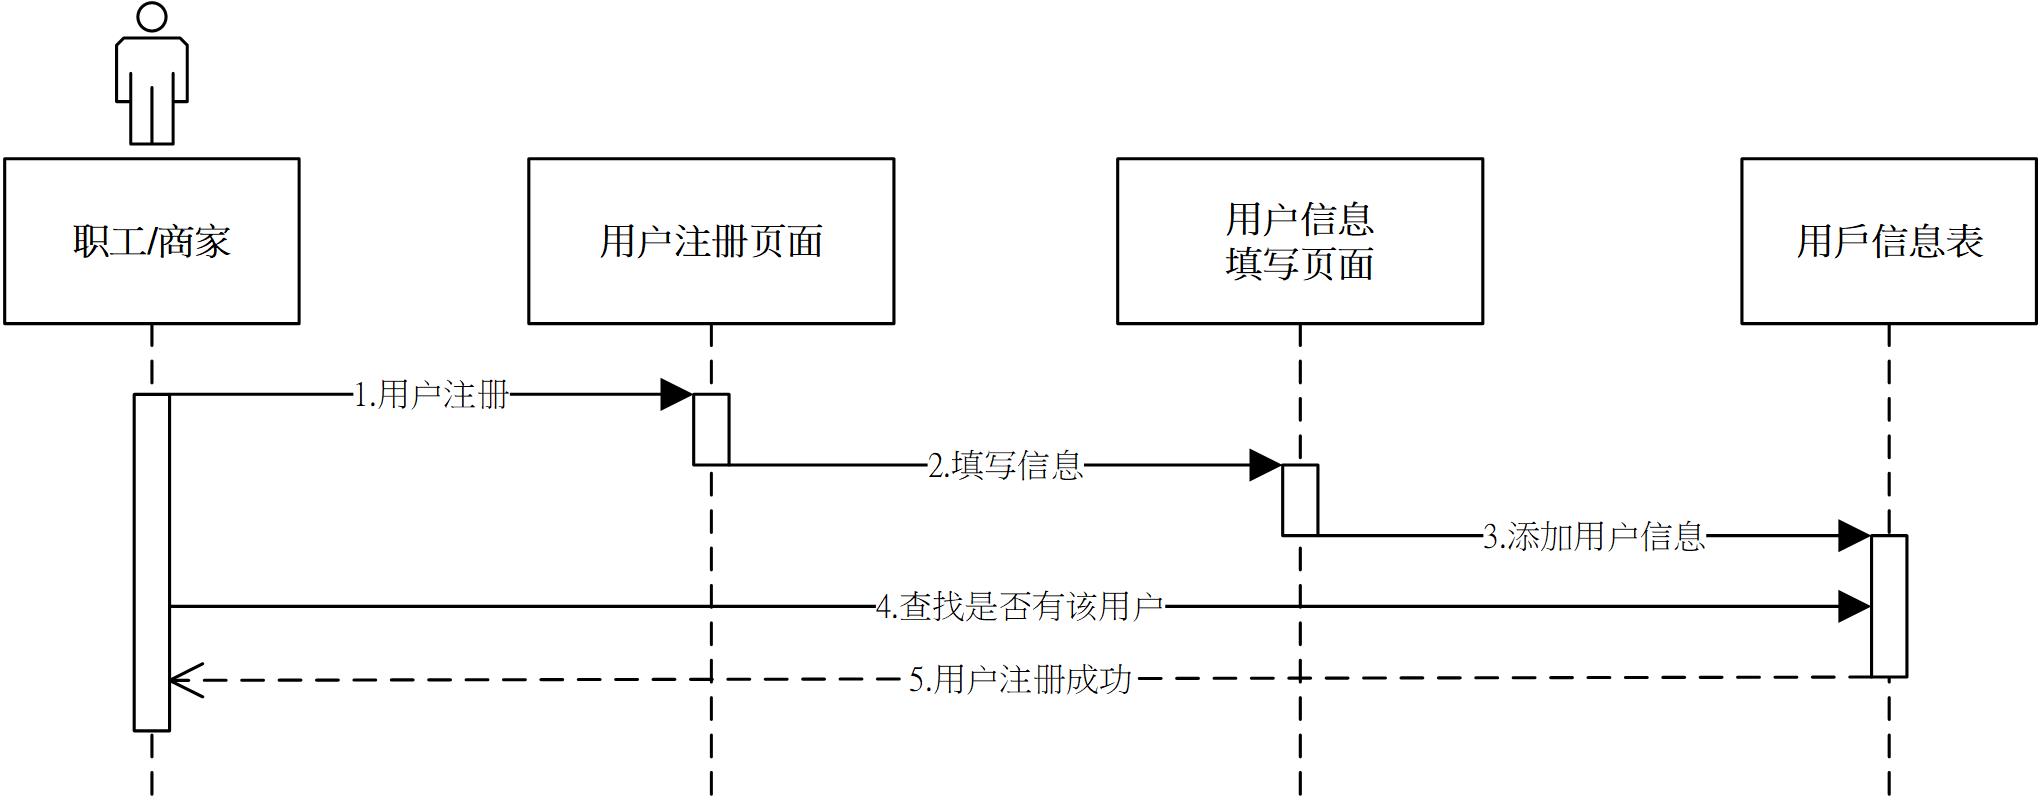 职工/商家
用户注册页面
用户信息
填写页面
用戶信息表
1.用户注册
2.填写信息
3.添加用户信息
4.查找是否有该用户
5.用户注册成功